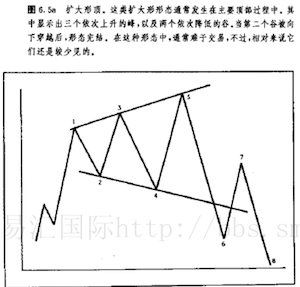 图6.5a 扩大形顶。这类扩大形形态通常发生在主要顶部过程中。其
中显示出三个依次上升的峰,以及两个依次降低的谷。当第二个谷被向
下穿越后,形态完结。在这种形态中,通常难于交易,不过,相对来说它
们还是较少见的。
1
3
5
2
4
7
6
8
易汇国际http://bbs.sm